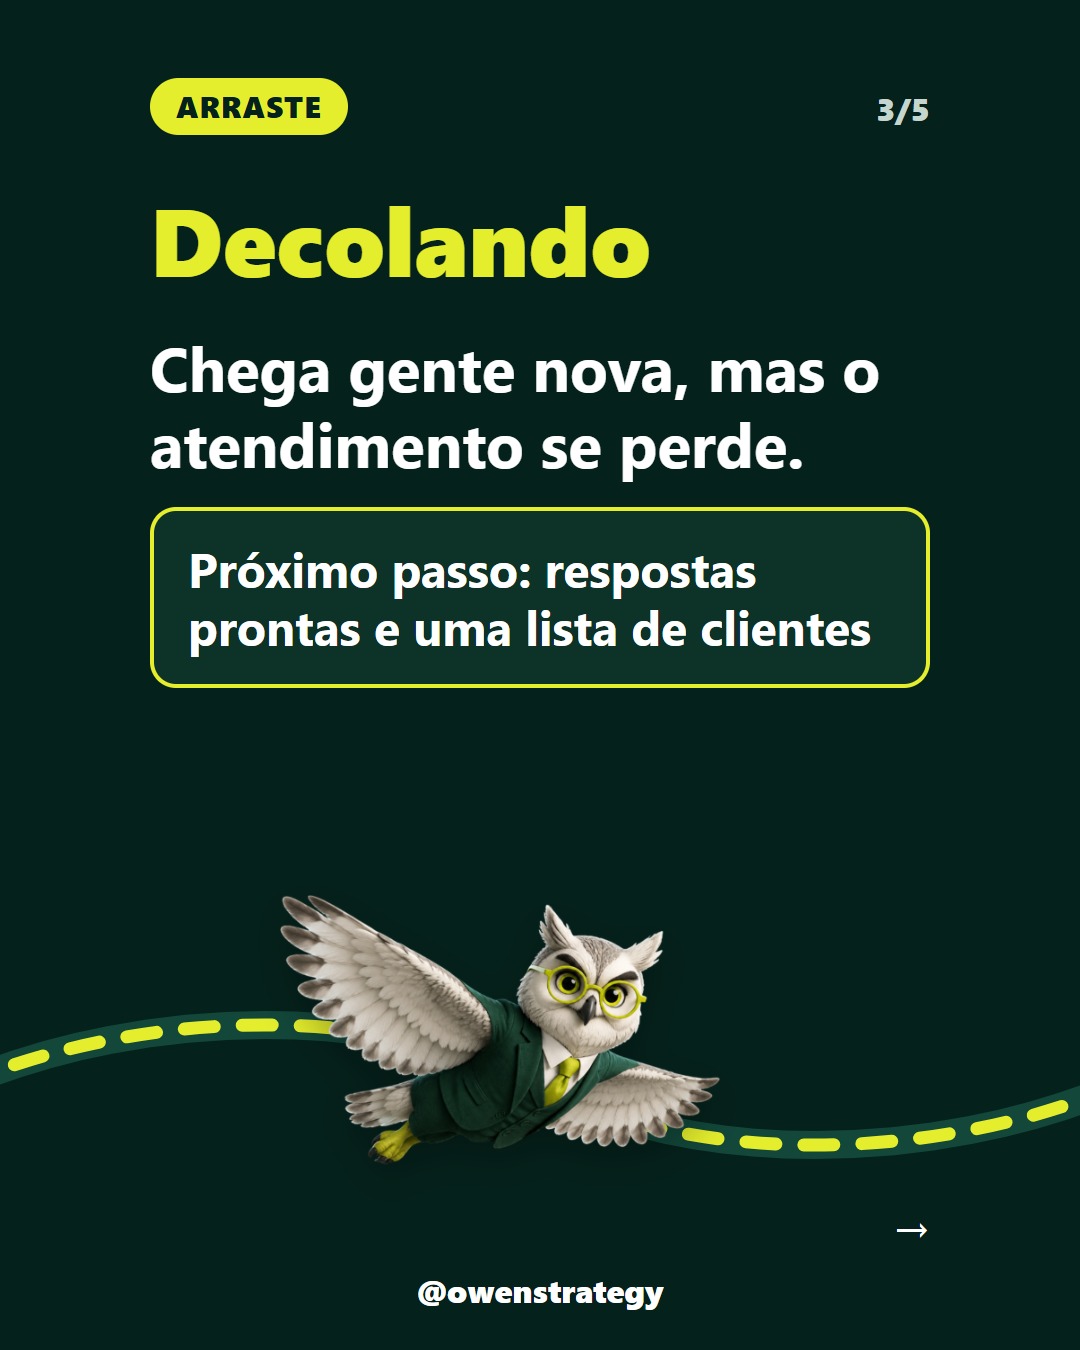 ARRASTE
3/5
Decolando
Chega gente nova, mas o
atendimento se perde.
Próximo passo: respostas
prontas e uma lista de clientes
→
@owenstrategy